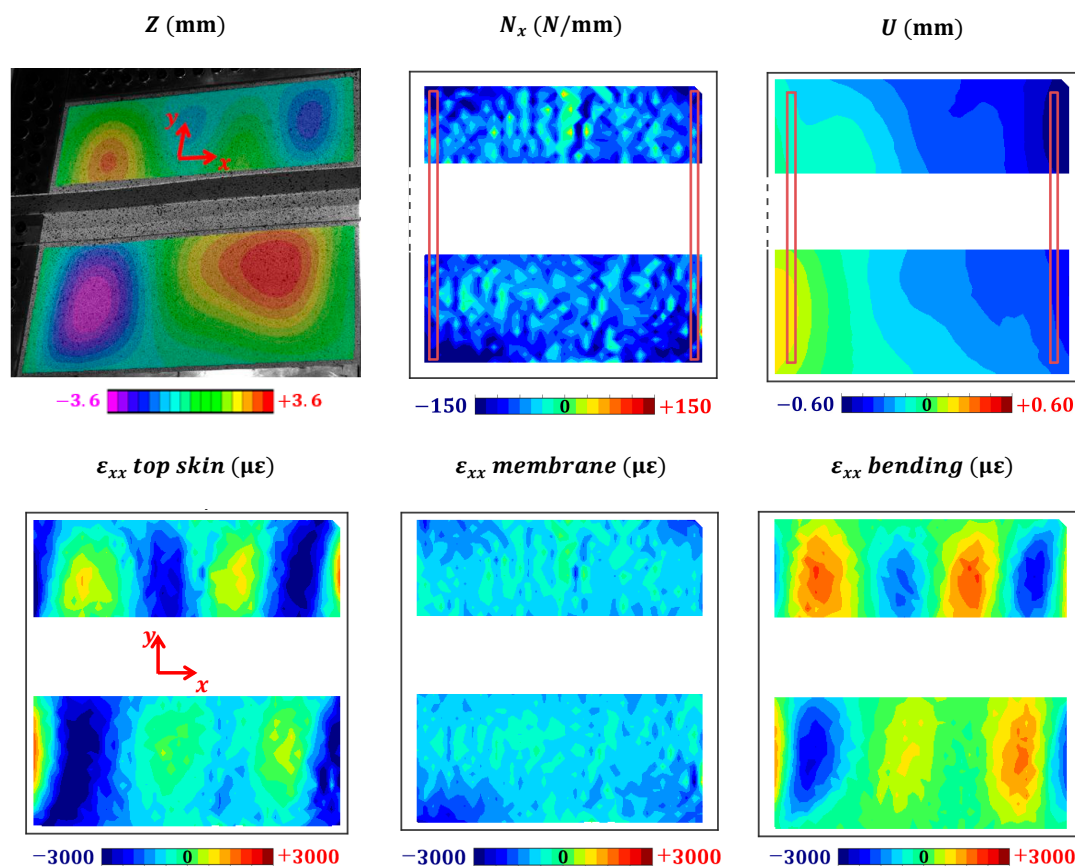 Z (mm)
N_x (N/mm)
U (mm)
y
x
−3.6
+3.6
−150
0
+150
−0.60
0
+0.60
ε_xx top skin (με)
ε_xx membrane (με)
ε_xx bending (με)
y
x
−3000
0
+3000
−3000
0
+3000
−3000
0
+3000